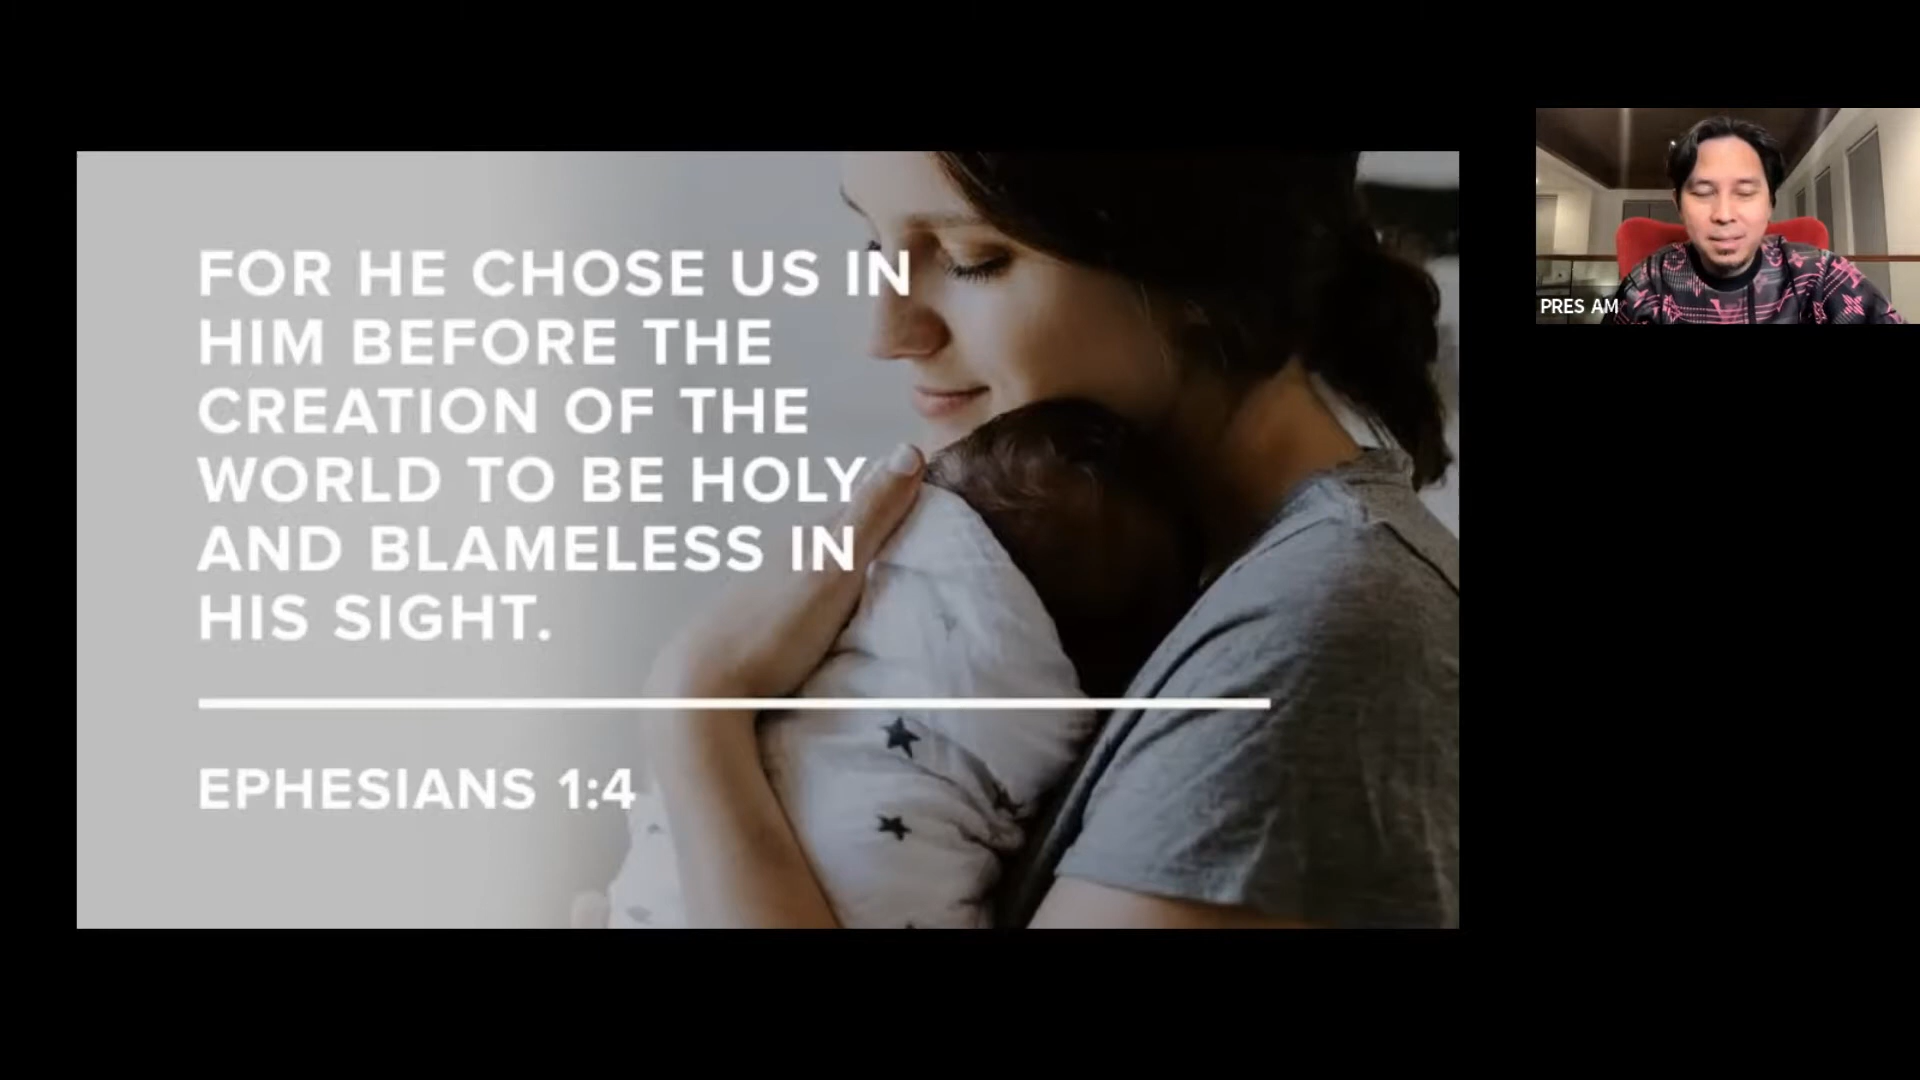 FOR HE CHOSE US IN
HIM BEFORE THE
CREATION OF THE
WORLD TO BE HOLY
AND BLAMELESS IN
HIS SIGHT.
EPHESIANS 1:4
PRES AM